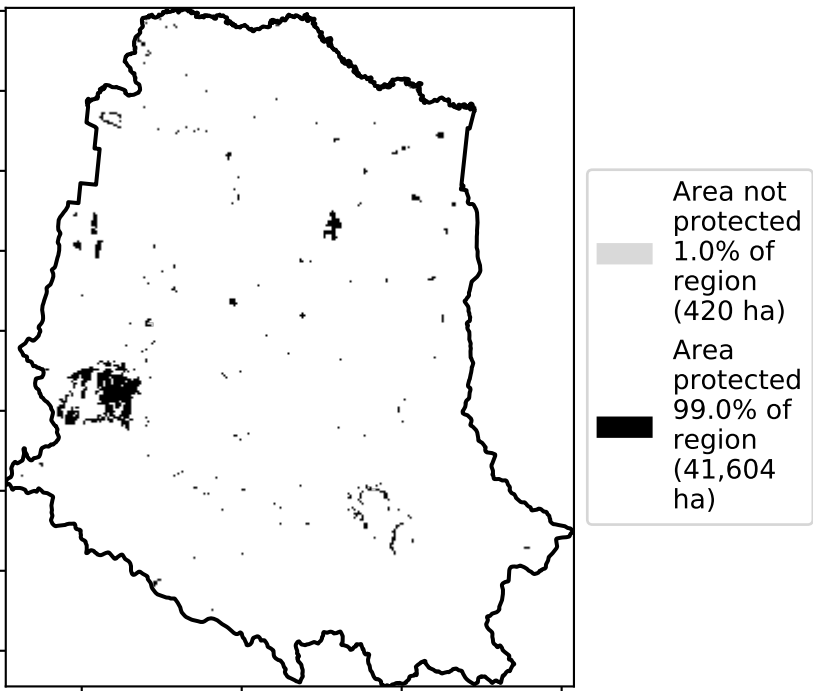 Area not
protected
1.0% of
region
(420 ha)
Area
protected
99.0% of
region
(41,604
ha)